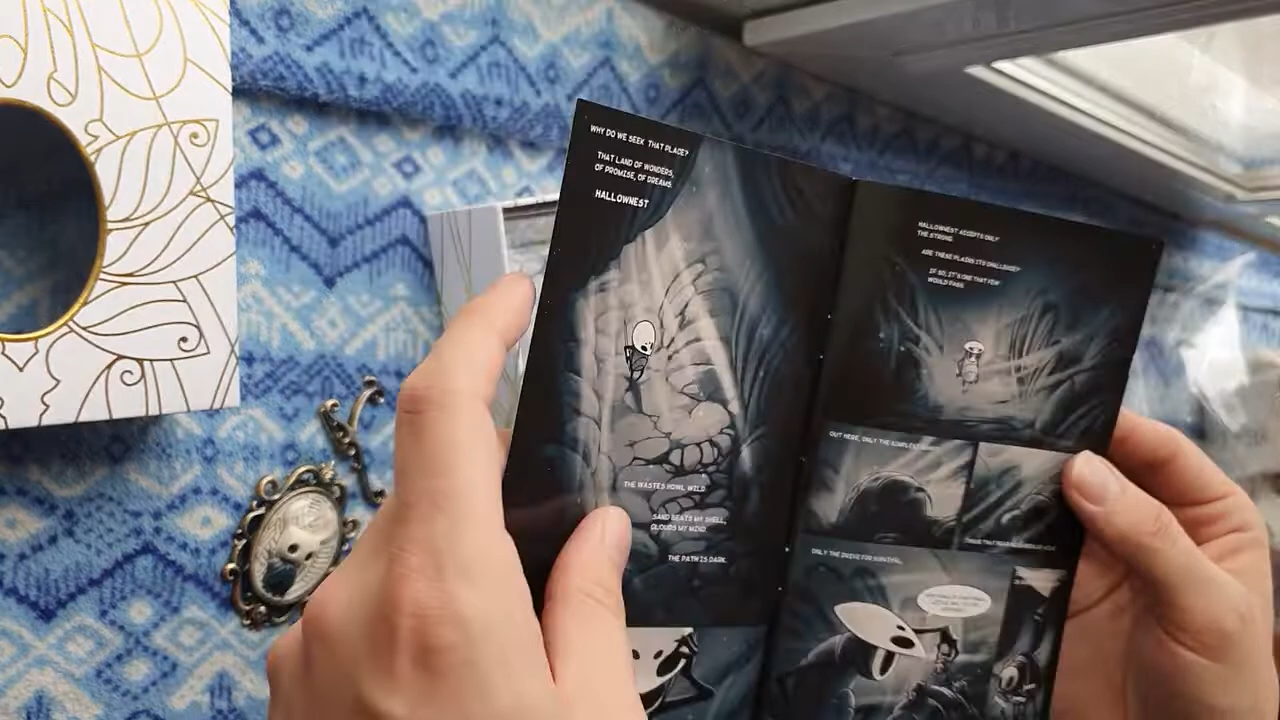 WHY DO WE SEEK THAT PLACE?
THAT LAND OF WONDERS,
OF PROMISE, OF DREAMS.
HALLOWNEST
THE WASTES HOWL WILD.
SAND BEATS MY SHELL,
CLOUDS MY MIND.
THE PATH IS DARK.
HALLOWNEST ACCEPTS ONLY
THE STRONG.
ARE THESE PLAINS ITS CHALLENGE?
IF SO, IT'S ONE THAT FEW
WOULD PASS.
OUT HERE, ONLY THE SIMPLEST
ONLY THE DRIVE FOR SURVIVAL.